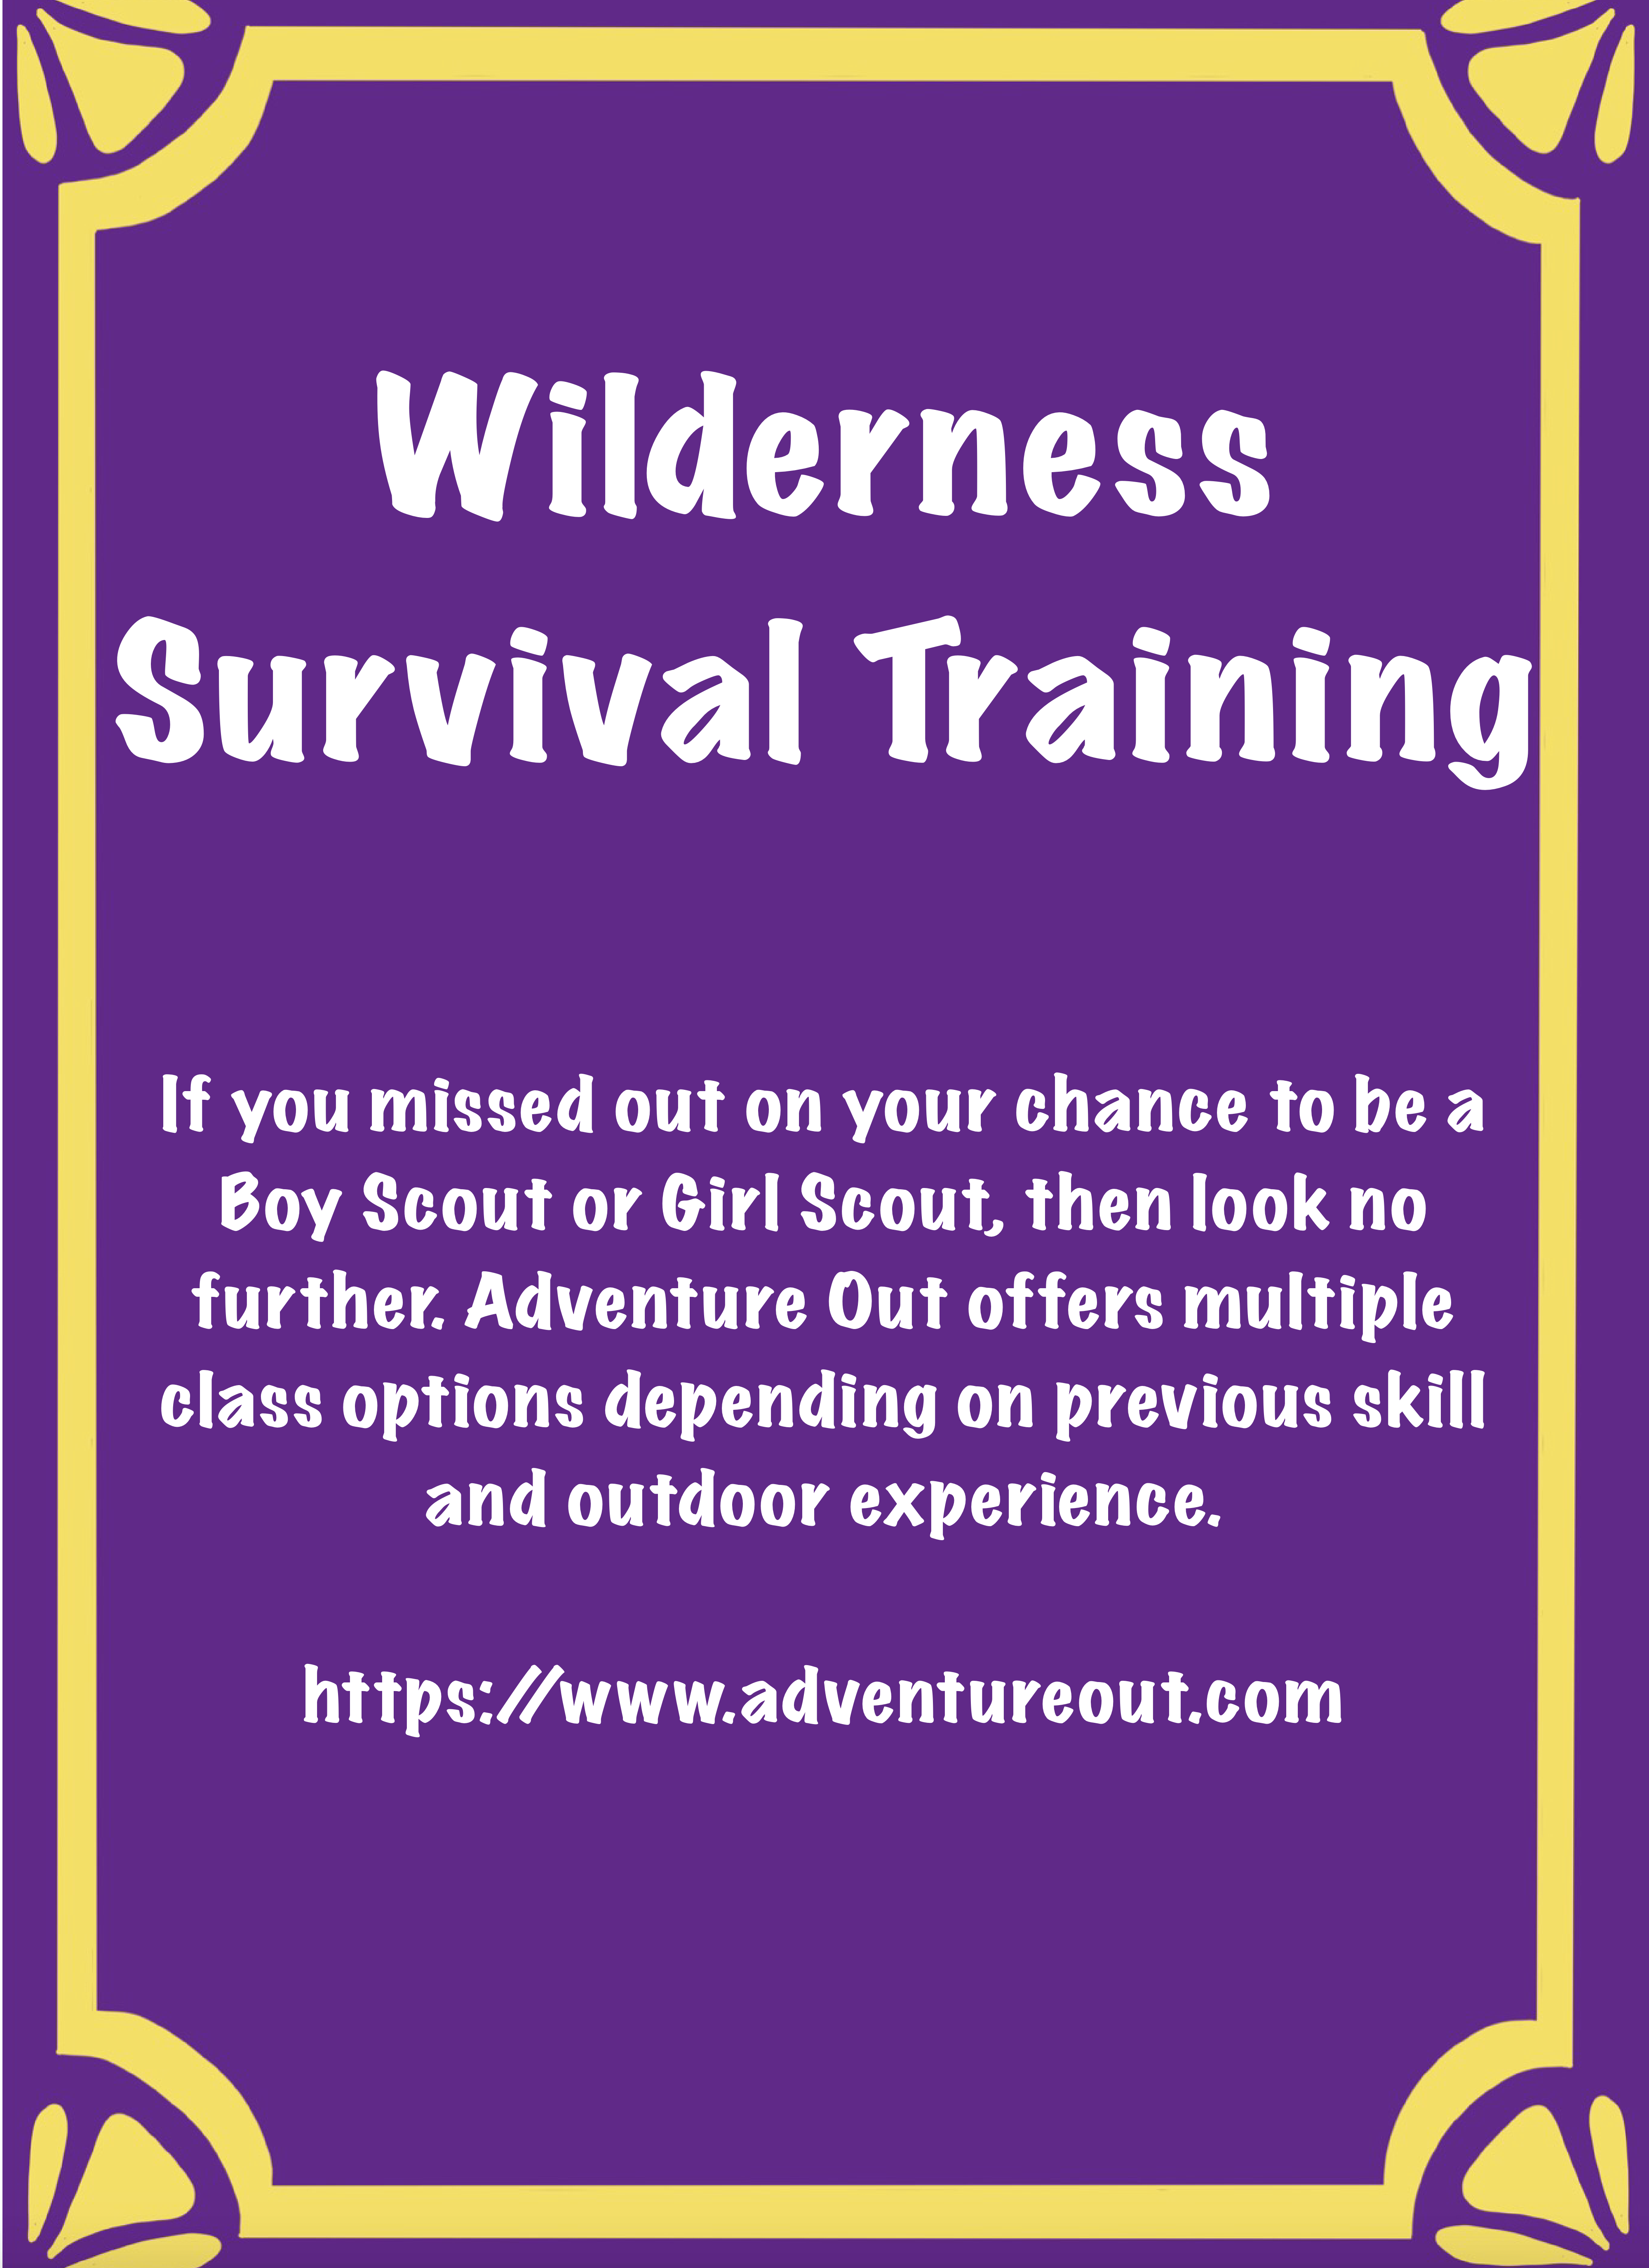 Wilderness
Survival Training
If you missed out on your chance to be a
Boy Scout or Girl Scout, then look no
further. Adventure Out offers multiple
class options depending on previous skill
and outdoor experience.
https://www.adventureout.com